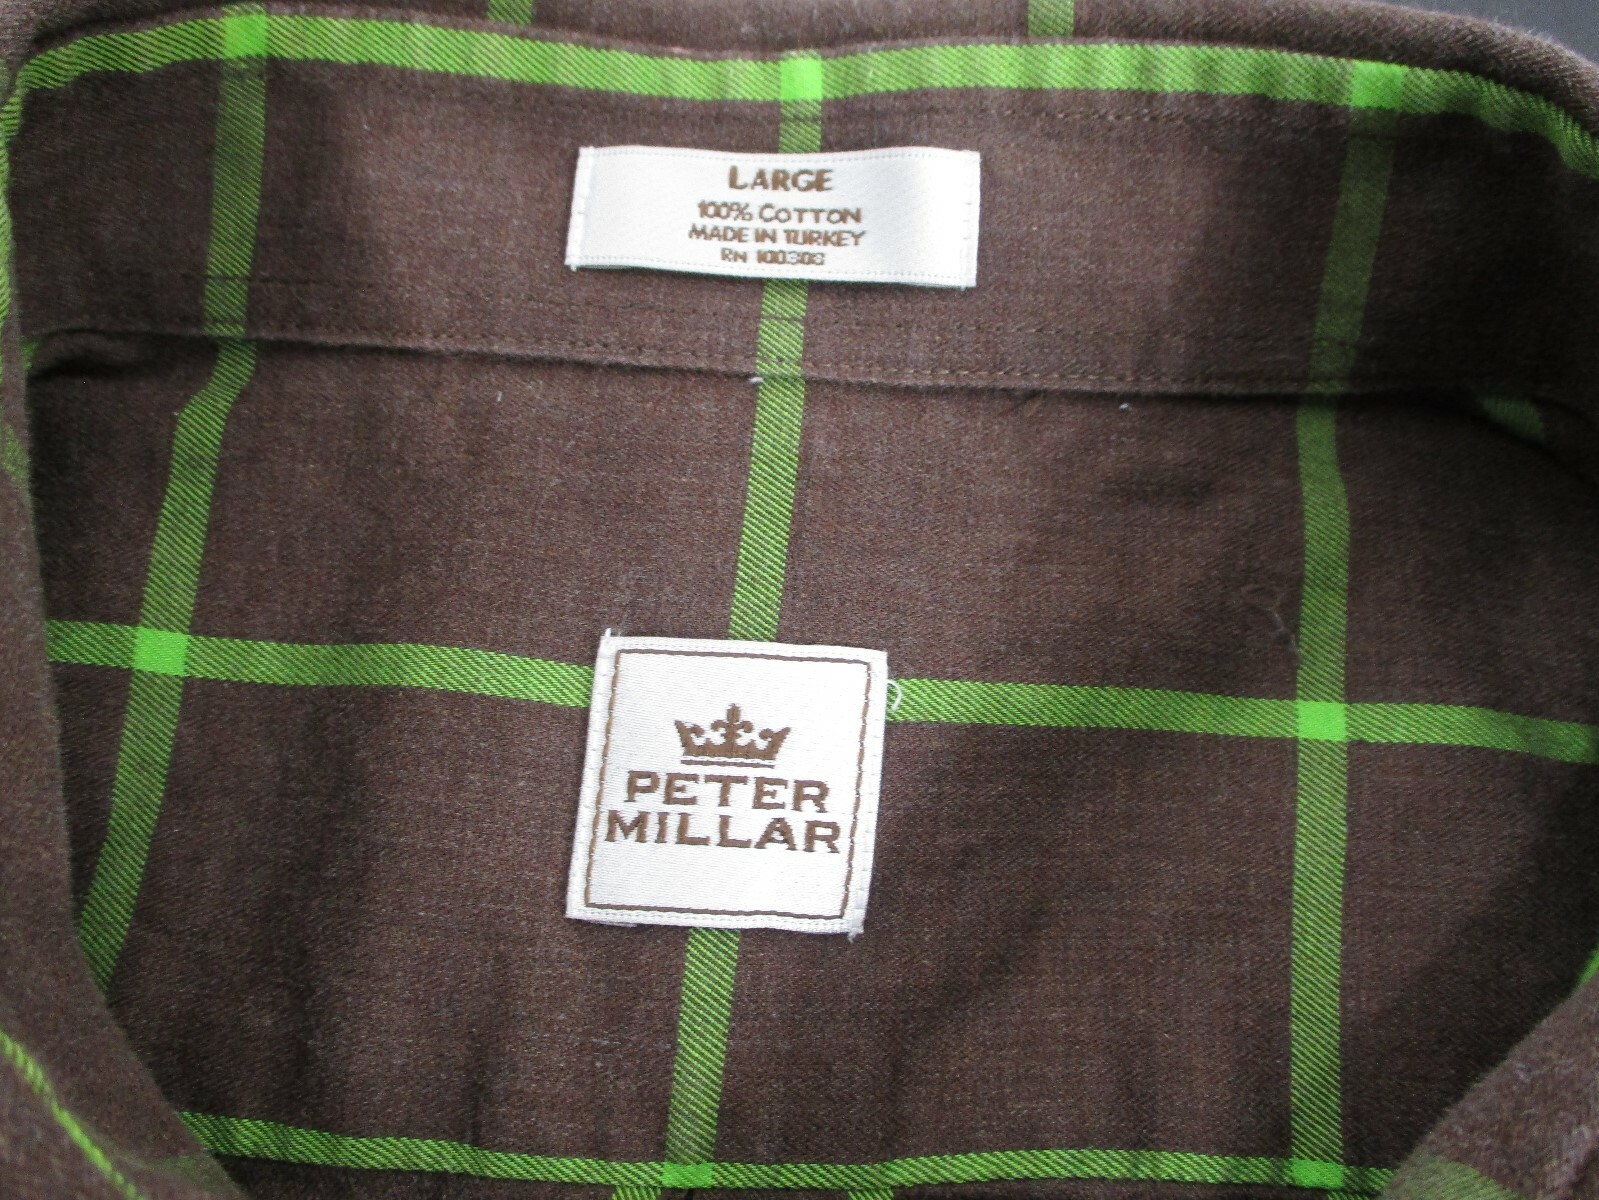 LARGE
100% COTTON
MADE IN TURKEY
RN 100303
PETER
MILLAR